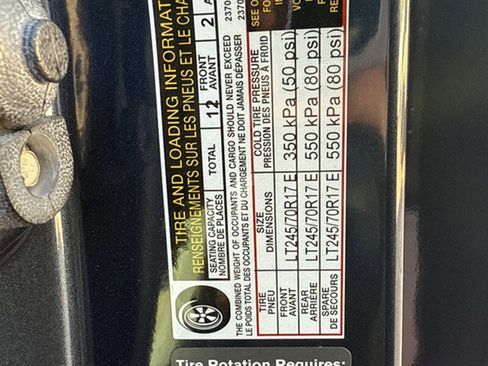 TIRE AND LOADING INFORMAT
RENSEIGNEMENTS SUR LES PNEUS ET LE CHA
SEATING CAPACITY
NOMBRE DE PLACES
TOTAL 12
FRONT
AVANT
2
THE COMBINED WEIGHT OF OCCUPANTS AND CARGO SHOULD NEVER EXCEED 2370
LE POIDS TOTAL DES OCCUPANTS ET DU CHARGEMENT NE DOIT JAMAIS DÉPASSER 2370
TIRE
PNEU
SIZE
DIMENSIONS
COLD TIRE PRESSURE
PRESSION DES PNEUS À FROID
SEE O
FRONT
AVANT
LT245/70R17 E
350 kPa (50 psi)
REAR
ARRIÈRE
LT245/70R17 E
550 kPa (80 psi)
SPARE
DE SECOURS
LT245/70R17 E
550 kPa (80 psi)
Tire Rotation Requires: